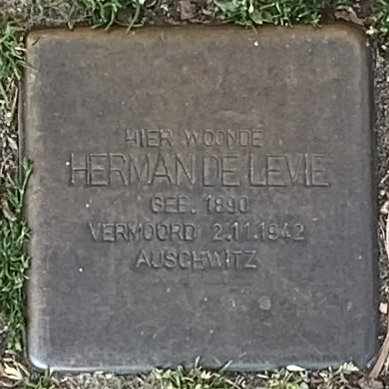 HIER WOONDE
HERMAN DE LEVIE
GEB. 1890
VERMOORD 2.11.1942
AUSCHWITZ